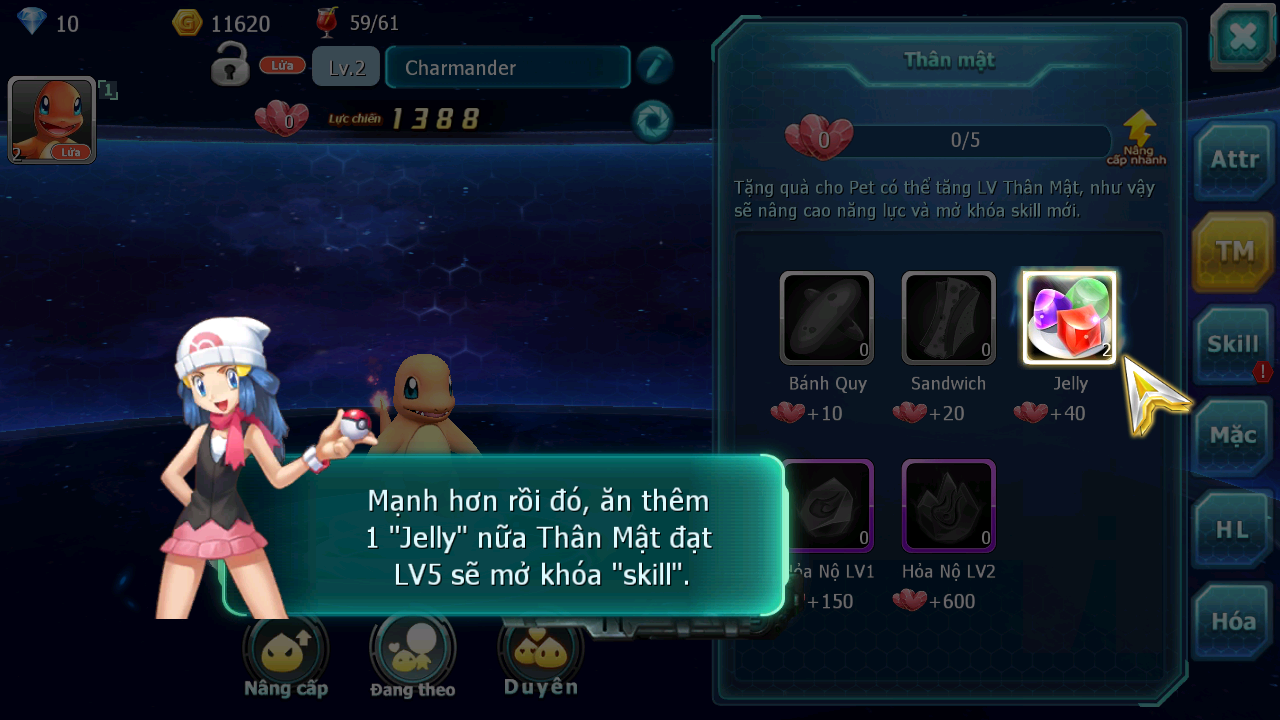 10
11620
59/61
Lửa
Lv.2
Charmander
1
2
Lửa
0
Lực chiến 1388
Thân mật
0
0/5
Nâng
cấp nhanh
Tặng quà cho Pet có thể tăng LV Thân Mật, như vậy
sẽ nâng cao năng lực và mở khóa skill mới.
0
0
2
Bánh Quy
Sandwich
Jelly
+10
+20
+40
0
0
Hỏa Nộ LV1
Hỏa Nộ LV2
+150
+600
Attr
TM
Skill
!
Mặc
HL
Hóa
Mạnh hơn rồi đó, ăn thêm
1 "Jelly" nữa Thân Mật đạt
LV5 sẽ mở khóa "skill".
Nâng cấp
Đang theo
Duyên